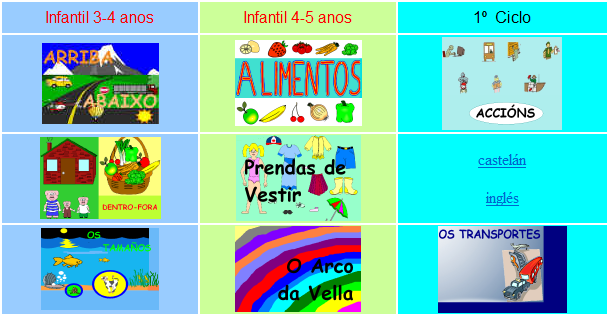 Infantil 3-4 anos
Infantil 4-5 anos
1º Ciclo
ARRIBA
ABAIXO
ALIMENTOS
ACCIÓNS
DENTRO-FORA
Prendas de
Vestir
castelán
inglés
OS
TAMAÑOS
O Arco
da Vella
OS TRANSPORTES